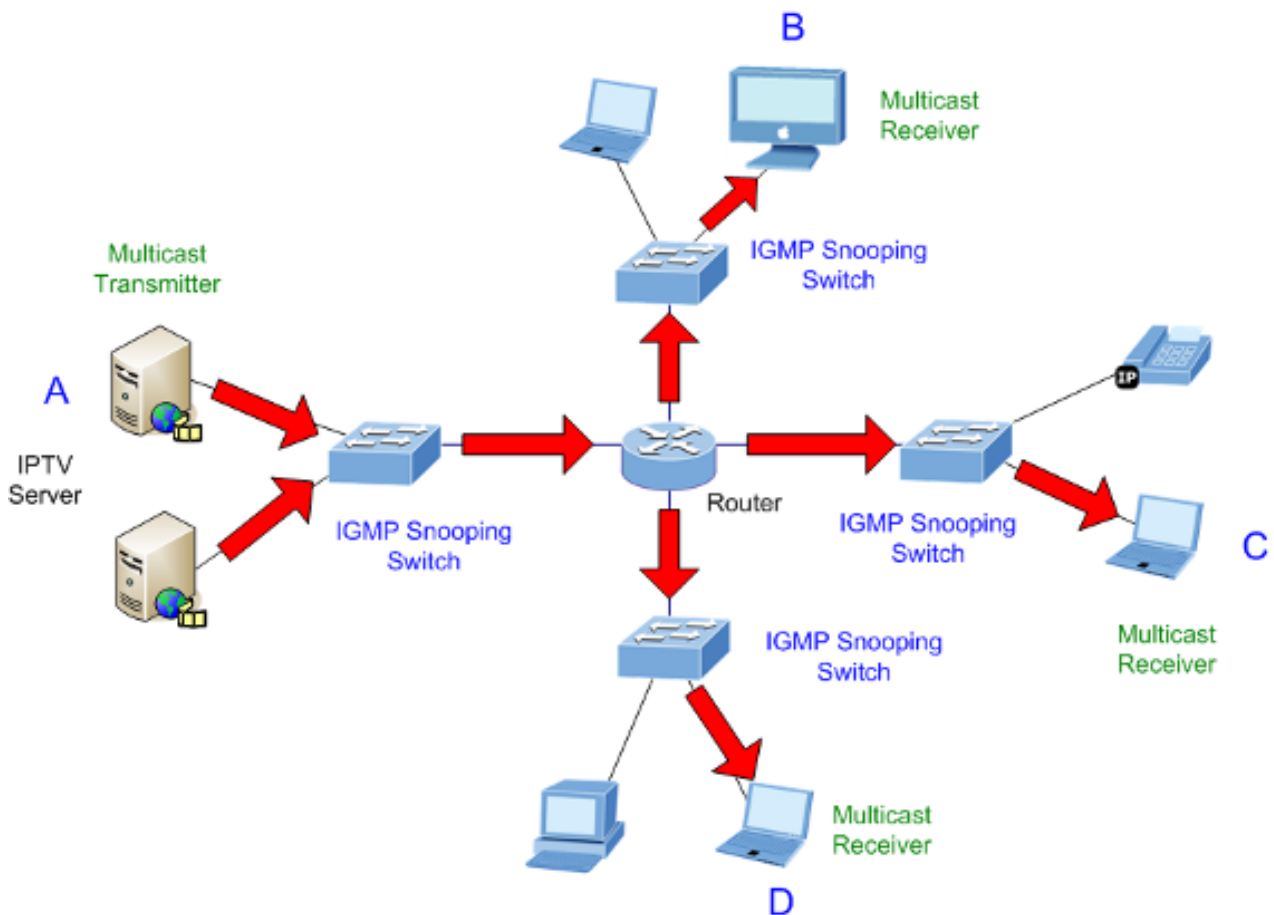 B
Multicast
Receiver
IGMP Snooping
Switch
Multicast
Transmitter
A
IPTV
Server
IGMP Snooping
Switch
Router
IP
IGMP Snooping
Switch
C
Multicast
Receiver
IGMP Snooping
Switch
Multicast
Receiver
D